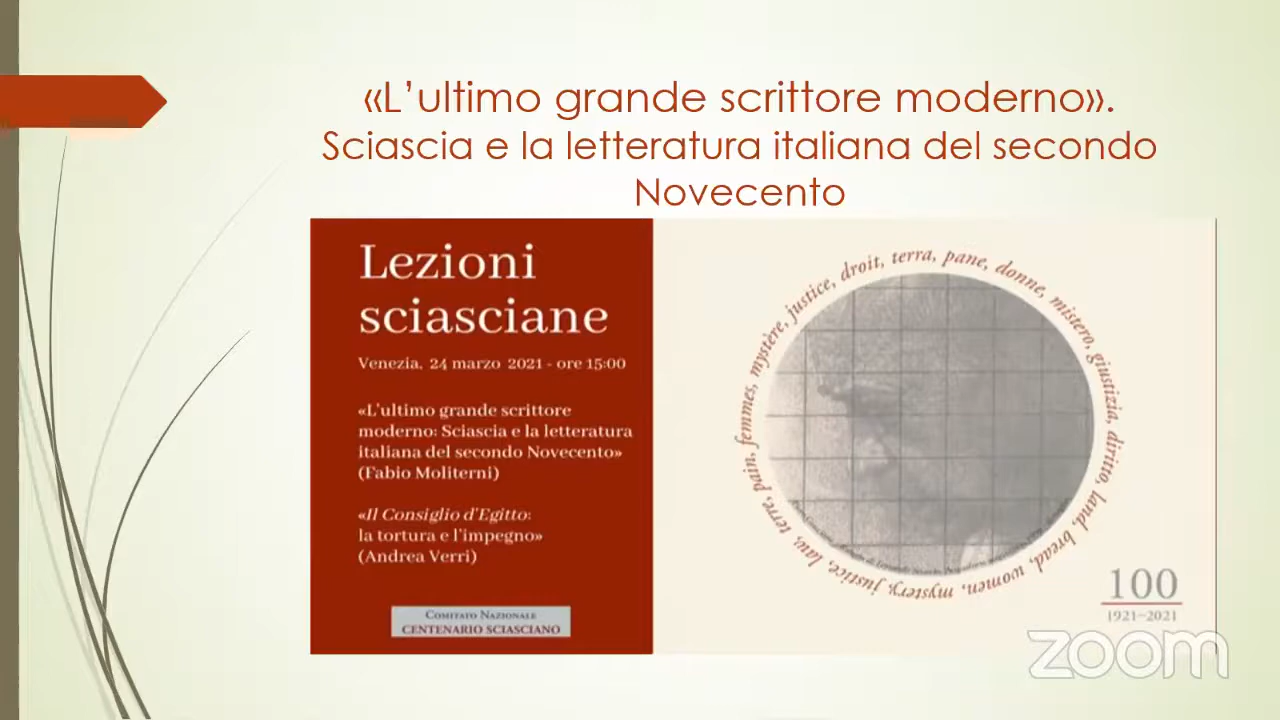 «L’ultimo grande scrittore moderno».
Sciascia e la letteratura italiana del secondo
Novecento
Lezioni
sciasciane
Venezia, 24 marzo 2021 - ore 15:00
«L’ultimo grande scrittore
moderno: Sciascia e la letteratura
italiana del secondo Novecento»
(Fabio Moliterni)
«Il Consiglio d’Egitto:
la tortura e l’impegno»
(Andrea Verri)
COMITATO NAZIONALE
CENTENARIO SCIASCIANO
justice, droit, terra, pane, donne, mistero, giustizia, diritto, land, bread, women, mystery, justice, law, terre, pain, femmes, mystère,
100
1921–2021
zoom